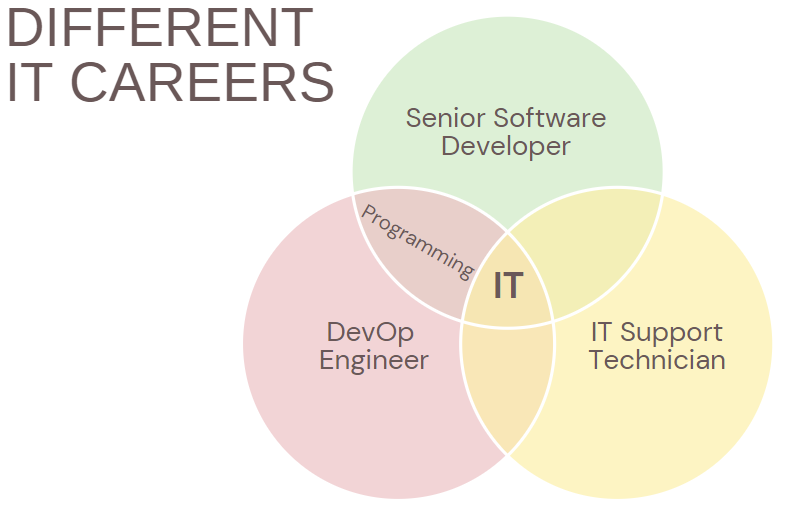 DIFFERENT
IT CAREERS
Senior Software
Developer
Programming
IT
DevOp
Engineer
IT Support
Technician